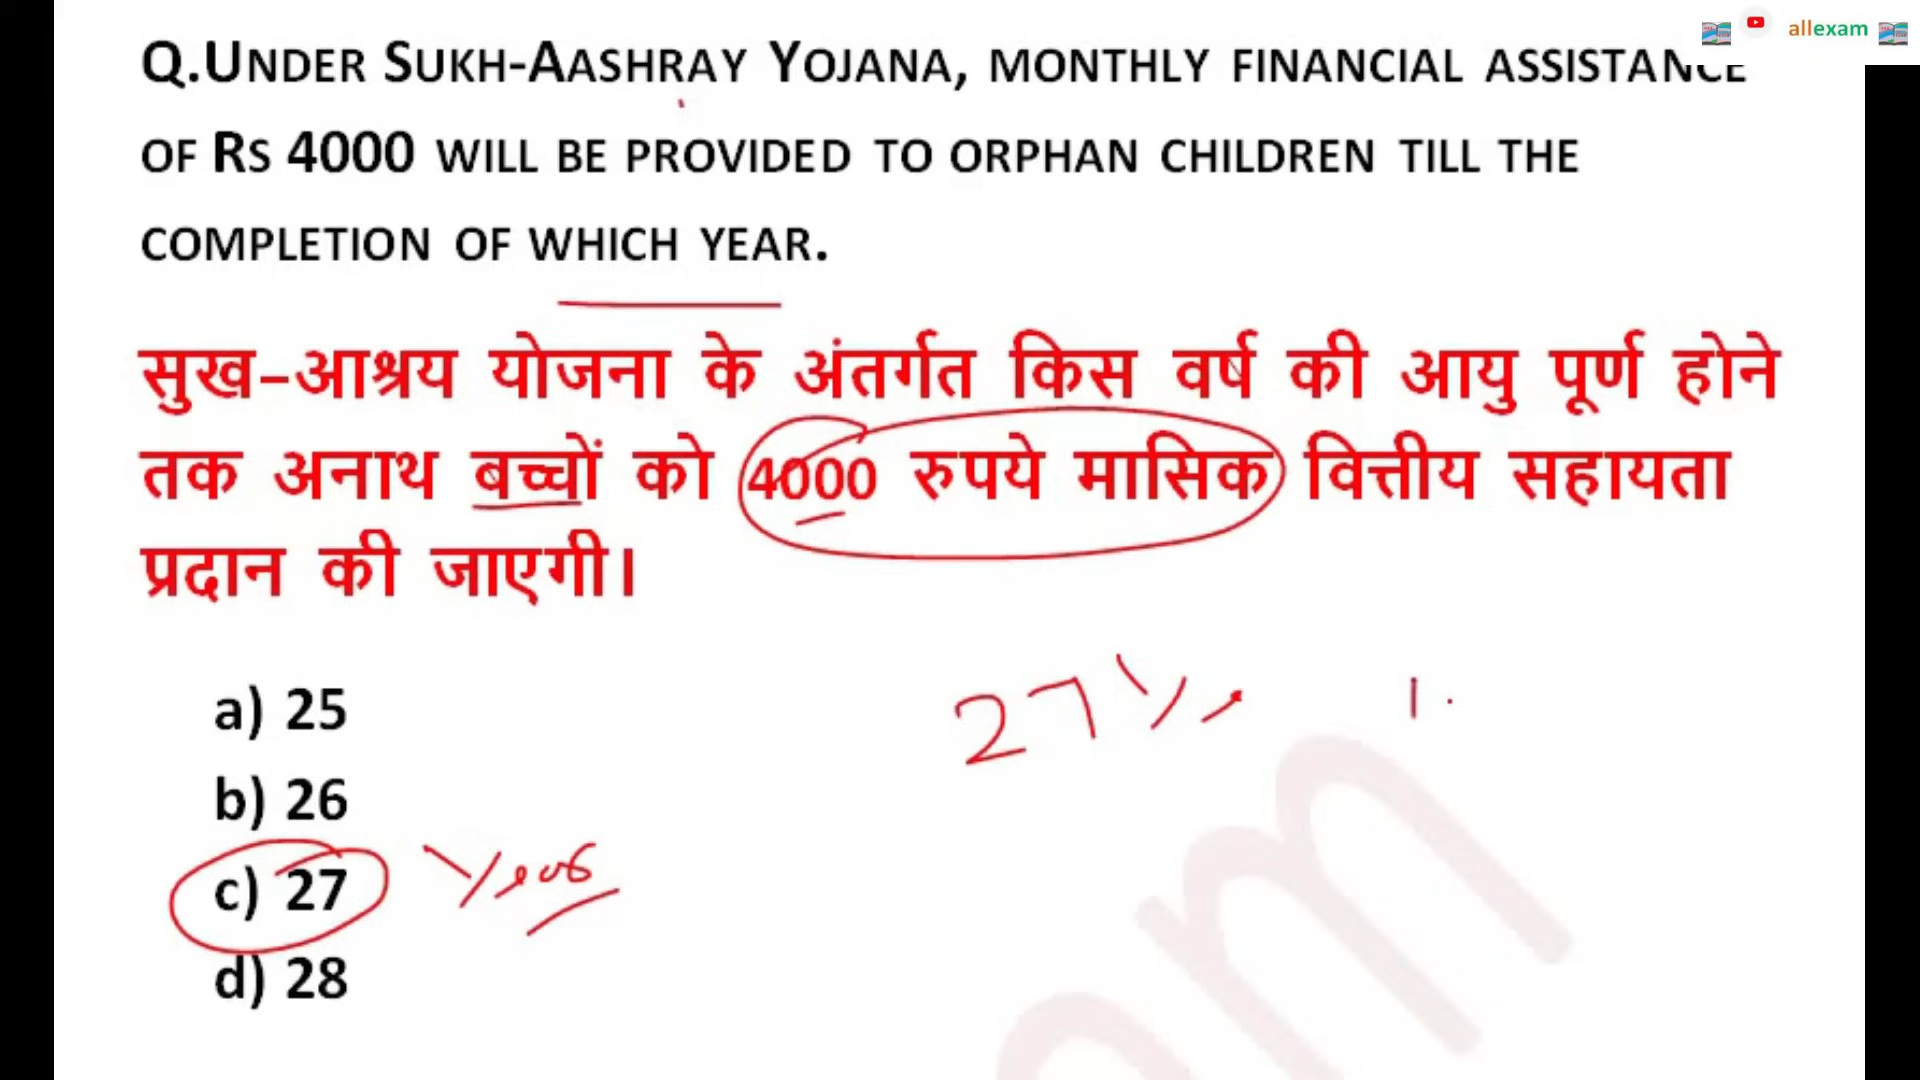 allexam
Q.UNDER SUKH-AASHRAY YOJANA, MONTHLY FINANCIAL ASSISTANCE
OF RS 4000 WILL BE PROVIDED TO ORPHAN CHILDREN TILL THE
COMPLETION OF WHICH YEAR.
सुख-आश्रय योजना के अंतर्गत किस वर्ष की आयु पूर्ण होने
तक अनाथ बच्चों को 4000 रुपये मासिक वित्तीय सहायता
प्रदान की जाएगी।
a) 25
27
b) 26
c) 27
d) 28